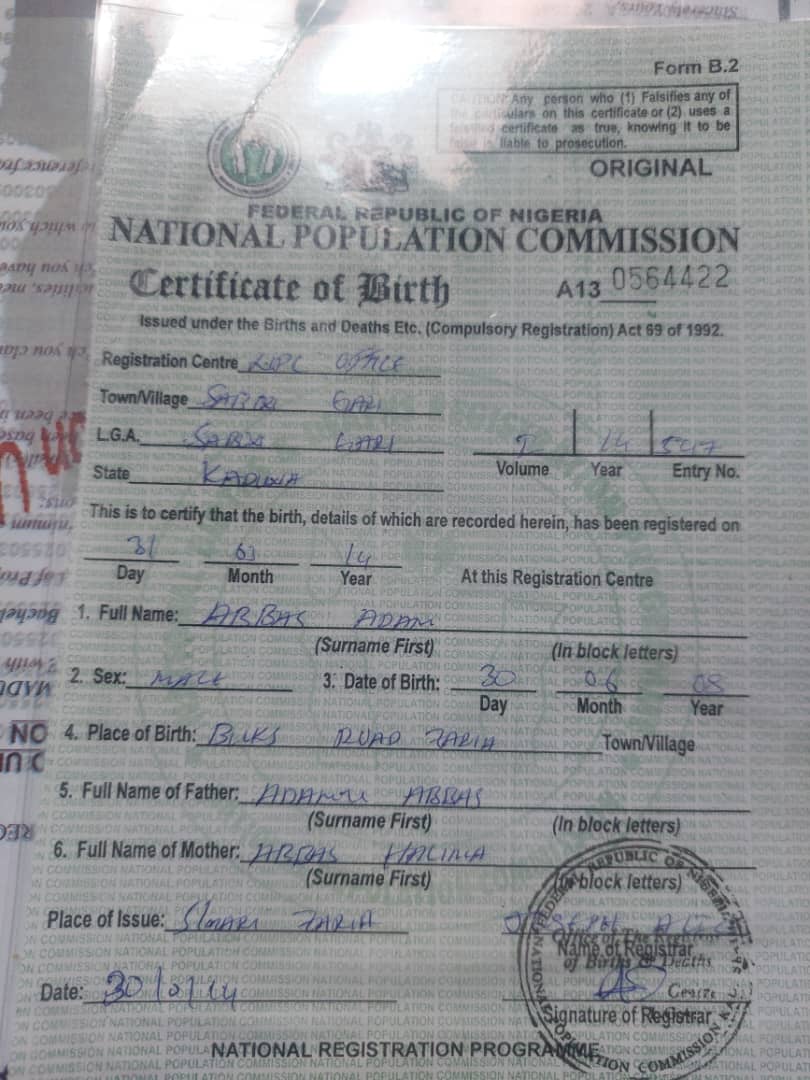 Form B.2
CAUTION: Any person who (1) Falsifies any of
the particulars on this certificate or (2) uses a
certificate as true, knowing it to be
is liable to prosecution.
ORIGINAL
FEDERAL REPUBLIC OF NIGERIA
NATIONAL POPULATION COMMISSION
Certificate of Birth A13 0564422
Issued under the Births and Deaths Etc. (Compulsory Registration) Act 69 of 1992.
Registration Centre OFFICE
Town/Village SABON GARI
L.G.A. SABON GARI
State KADUNA
14 547
Volume Year Entry No.
This is to certify that the birth, details of which are recorded herein, has been registered on
31 03 14
Day Month Year At this Registration Centre
1. Full Name: ABBAS ADAM
(Surname First) (In block letters)
2. Sex: MALE 3. Date of Birth: 30 06 08
Day Month Year
4. Place of Birth: ROAD ZARIA Town/Village
5. Full Name of Father: ADAMU ABBAS
(Surname First) (In block letters)
6. Full Name of Mother: ABBAS HALIMA
(Surname First) (In block letters)
Place of Issue: ZARIA
Name of Registrar
of Births & Deaths
Date:
Signature of Registrar
NATIONAL REGISTRATION PROGRAMME